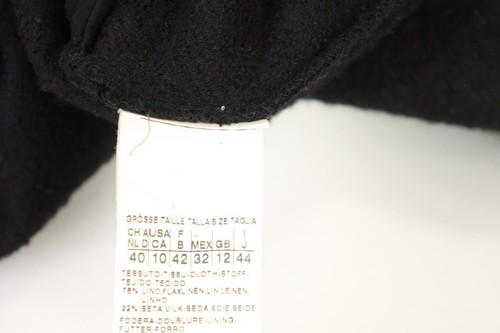 GRÖSSE TAILLE TALLA SIZE TAGLIA
CH A USA F I
NL D CA B MEX GB J
40 10 42 32 12 44
TESSUTO-TISSU-CLOTH-STOFF-
TEJIDO TECIDO
78% LINO,FLAX,LINEN,LIN,LEINEN,
LINHO
22% SETA,SILK,SEDA,SOIE,SEIDE
FODERA-DOUBLURE-LINING-
FUTTER-FORRO